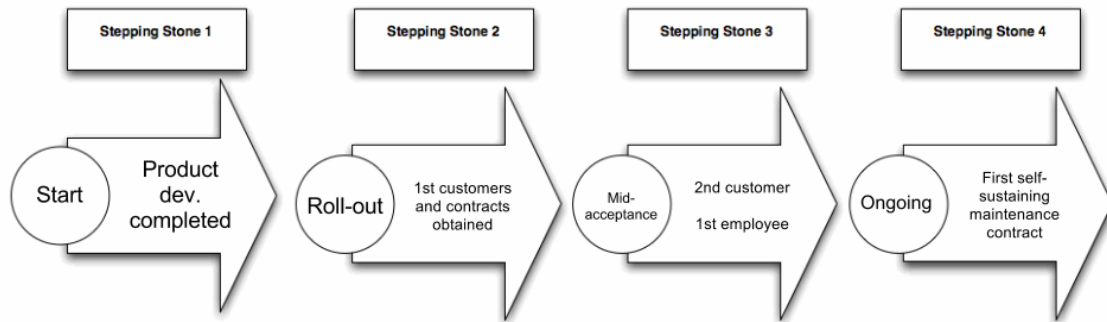 Stepping Stone 1
Stepping Stone 2
Stepping Stone 3
Stepping Stone 4
Start
Product
dev.
completed
Roll-out
1st customers
and contracts
obtained
Mid-
acceptance
2nd customer
1st employee
Ongoing
First self-
sustaining
maintenance
contract